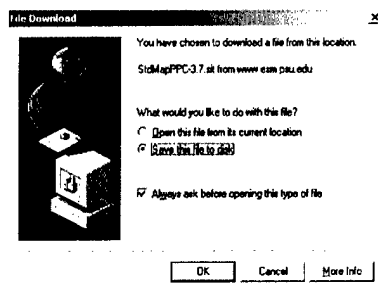 File Download
You have chosen to download a file from this location.
StdMapPPC-3.7.sit from www.esm.psu.edu
What would you like to do with this file?
Open this file from its current location
Save this file to disk
Always ask before opening this type of file
OK Cancel More Info